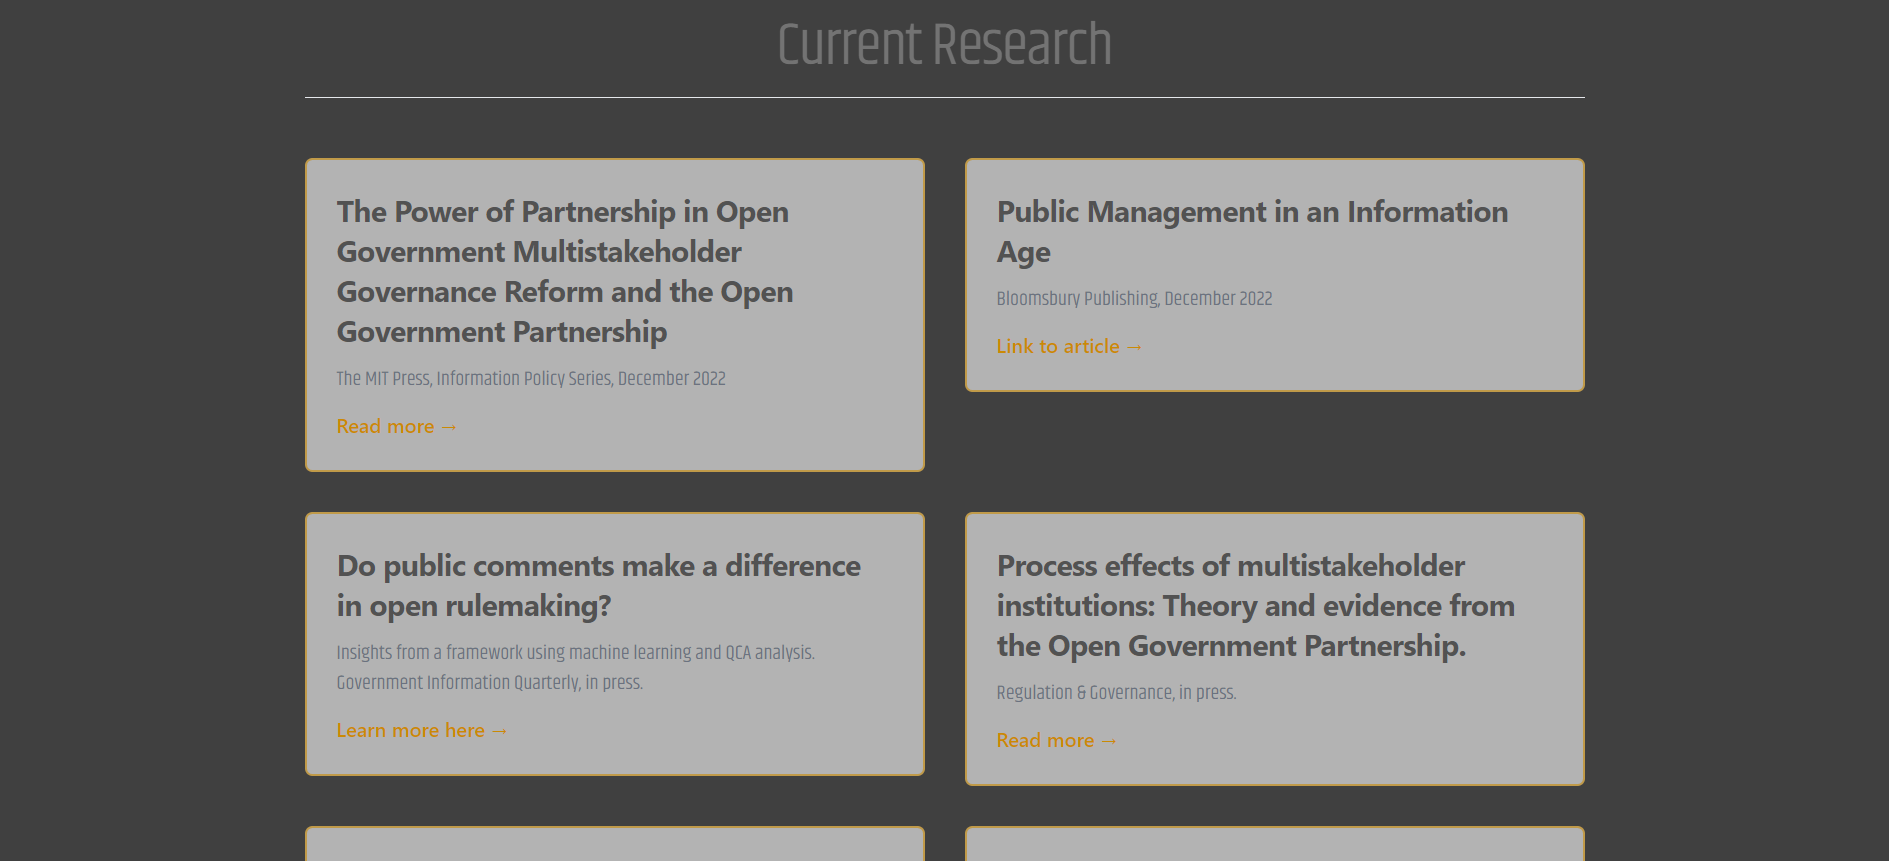 Current Research
The Power of Partnership in Open
Government Multistakeholder
Governance Reform and the Open
Government Partnership
The MIT Press, Information Policy Series, December 2022
Read more →
Public Management in an Information
Age
Bloomsbury Publishing, December 2022
Link to article →
Do public comments make a difference
in open rulemaking?
Insights from a framework using machine learning and QCA analysis.
Government Information Quarterly, in press.
Learn more here →
Process effects of multistakeholder
institutions: Theory and evidence from
the Open Government Partnership.
Regulation & Governance, in press.
Read more →